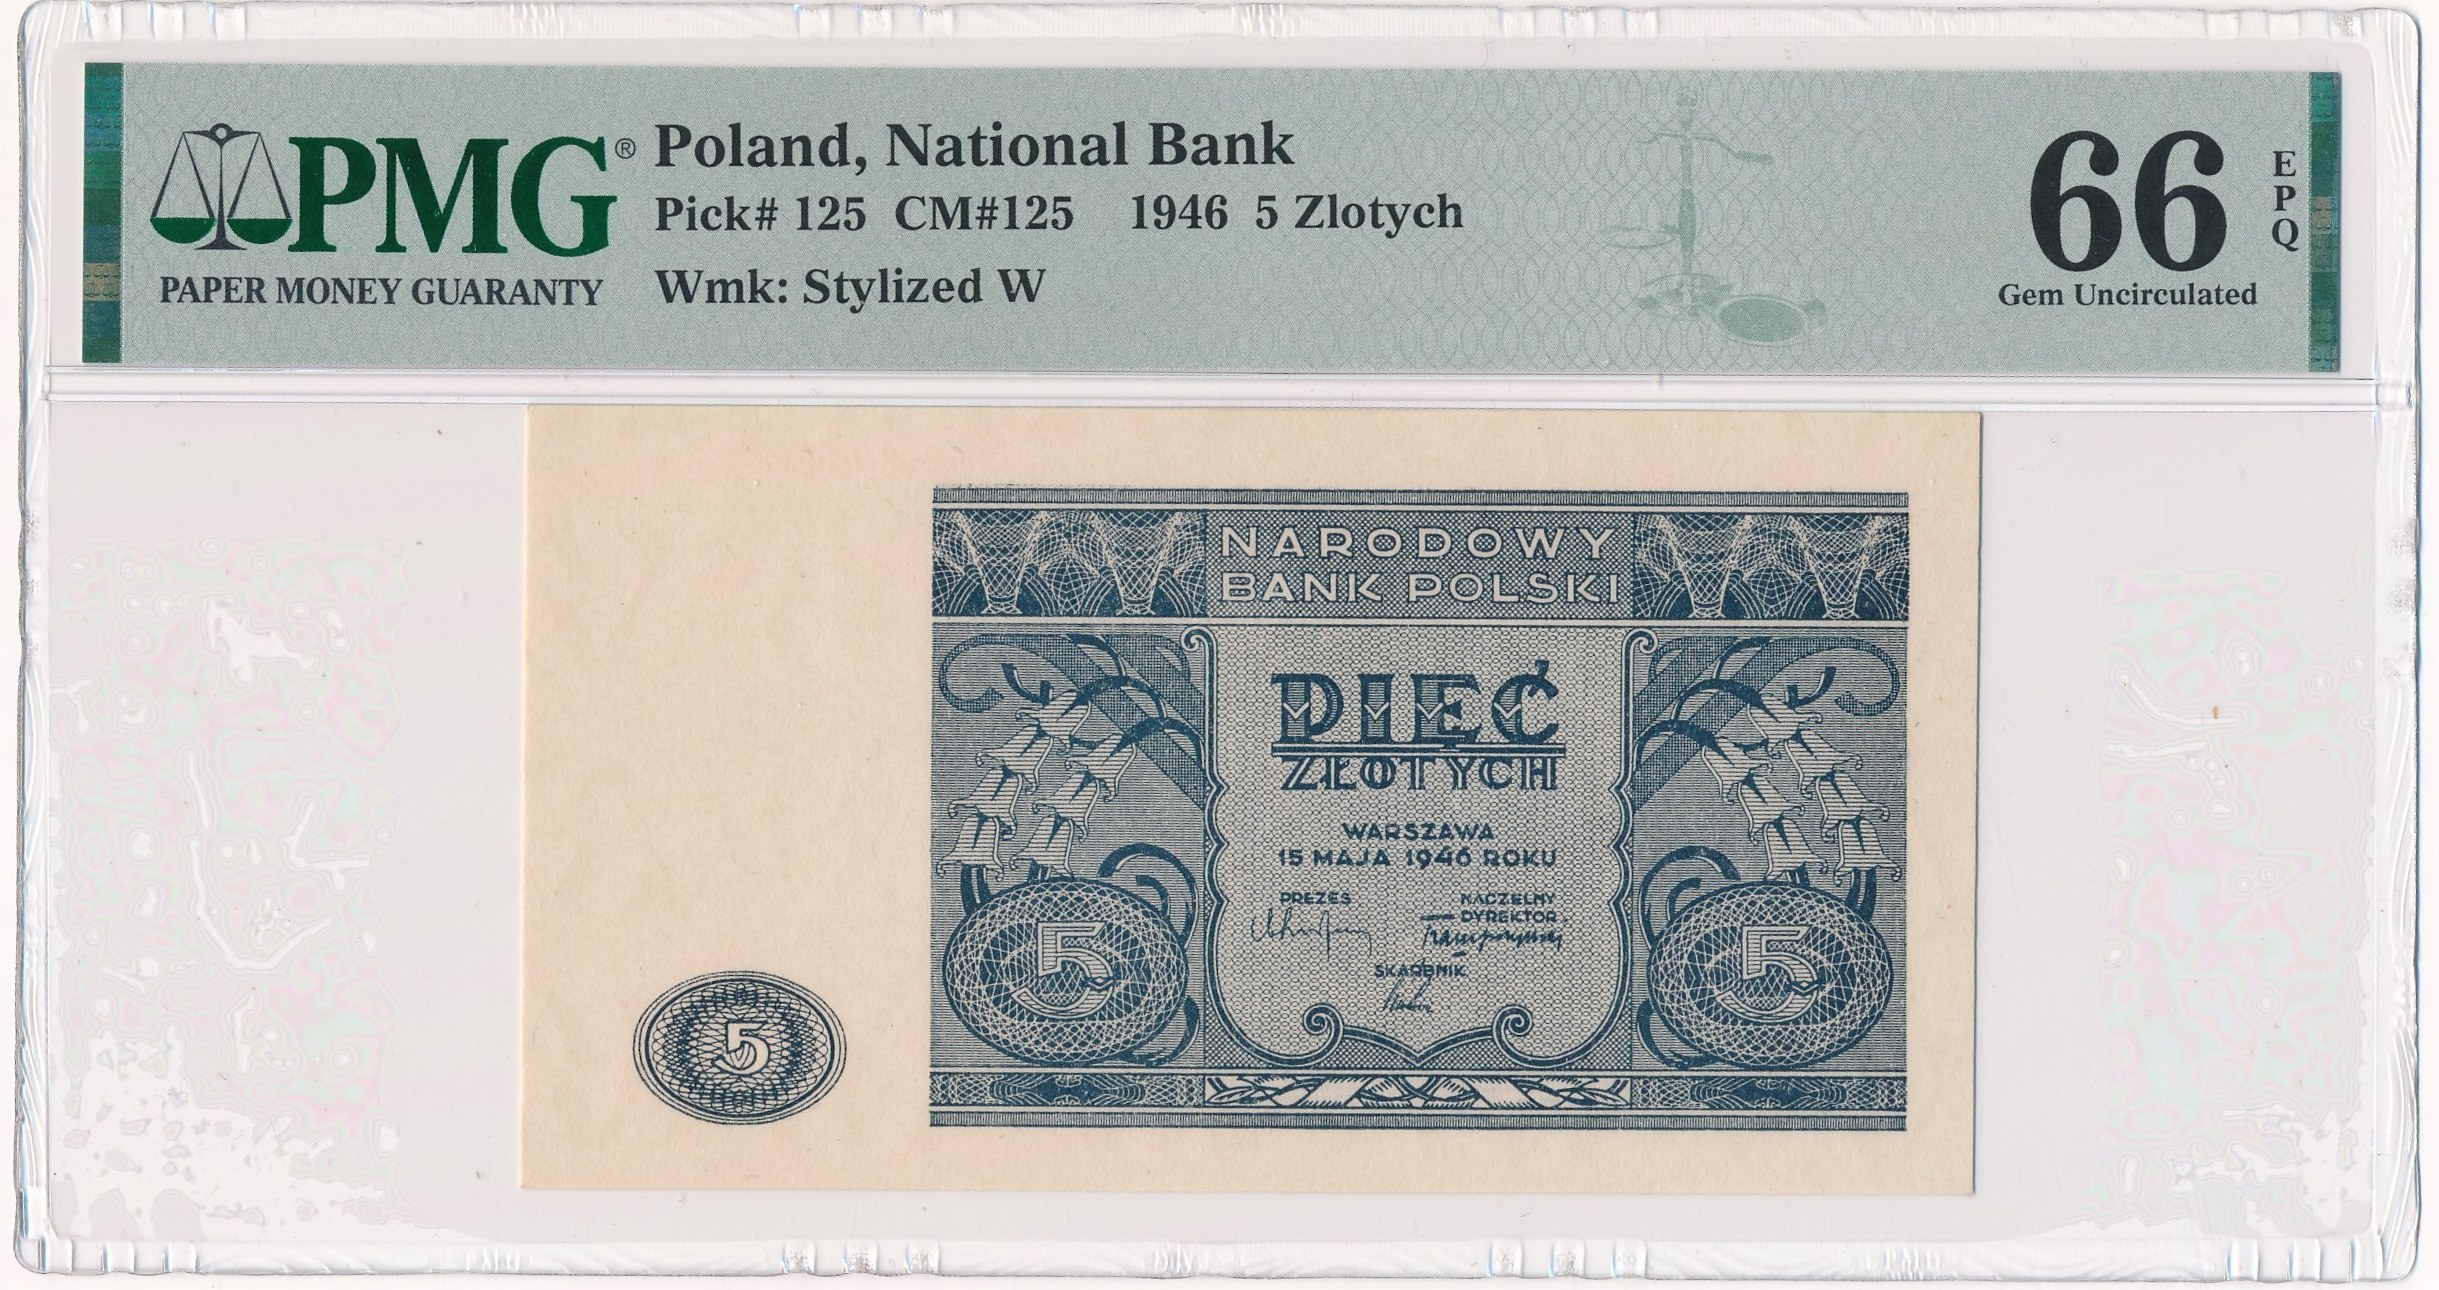 PMG®
PAPER MONEY GUARANTY
Poland, National Bank
Pick# 125 CM#125 1946 5 Zlotych
Wmk: Stylized W
66
EPQ
Gem Uncirculated
NARODOWY
BANK POLSKI
PIĘĆ
ZŁOTYCH
WARSZAWA
15 MAJA 1946 ROKU
PREZES
NACZELNY
DYREKTOR
SKARBNIK
5
5
5